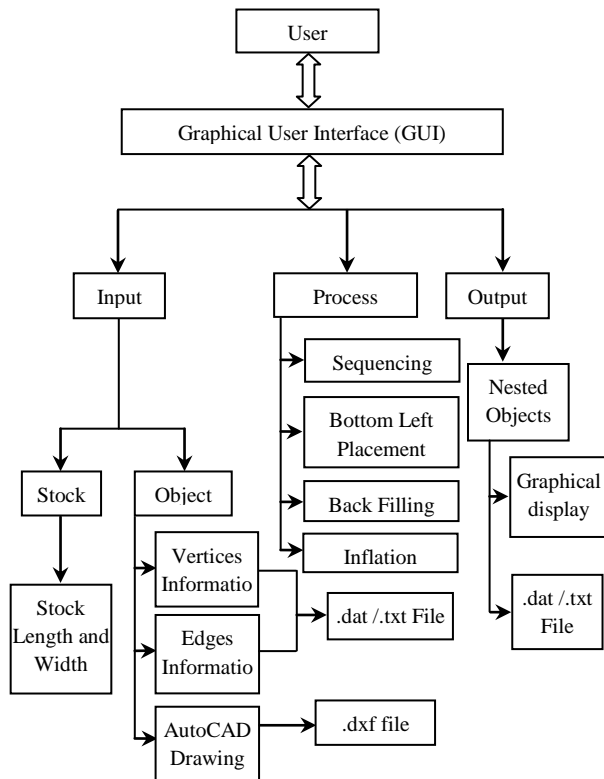 User
Graphical User Interface (GUI)
Input
Process
Output
Sequencing
Bottom Left
Placement
Back Filling
Inflation
Nested
Objects
Graphical
display
.dat /.txt
File
Stock
Object
Stock
Length and
Width
Vertices
Informatio
Edges
Informatio
.dat /.txt File
AutoCAD
Drawing
.dxf file